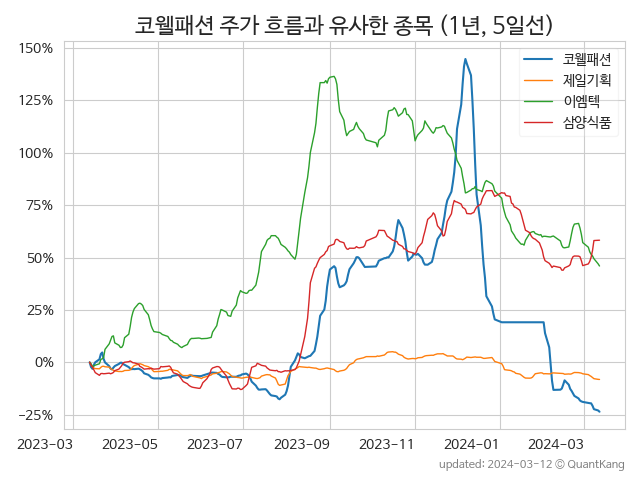 코웰패션 주가 흐름과 유사한 종목 (1년, 5일선)
150%
125%
100%
75%
50%
25%
0%
−25%
코웰패션
제일기획
이엠텍
삼양식품
2023-03
2023-05
2023-07
2023-09
2023-11
2024-01
2024-03
updated: 2024-03-12 © QuantKang